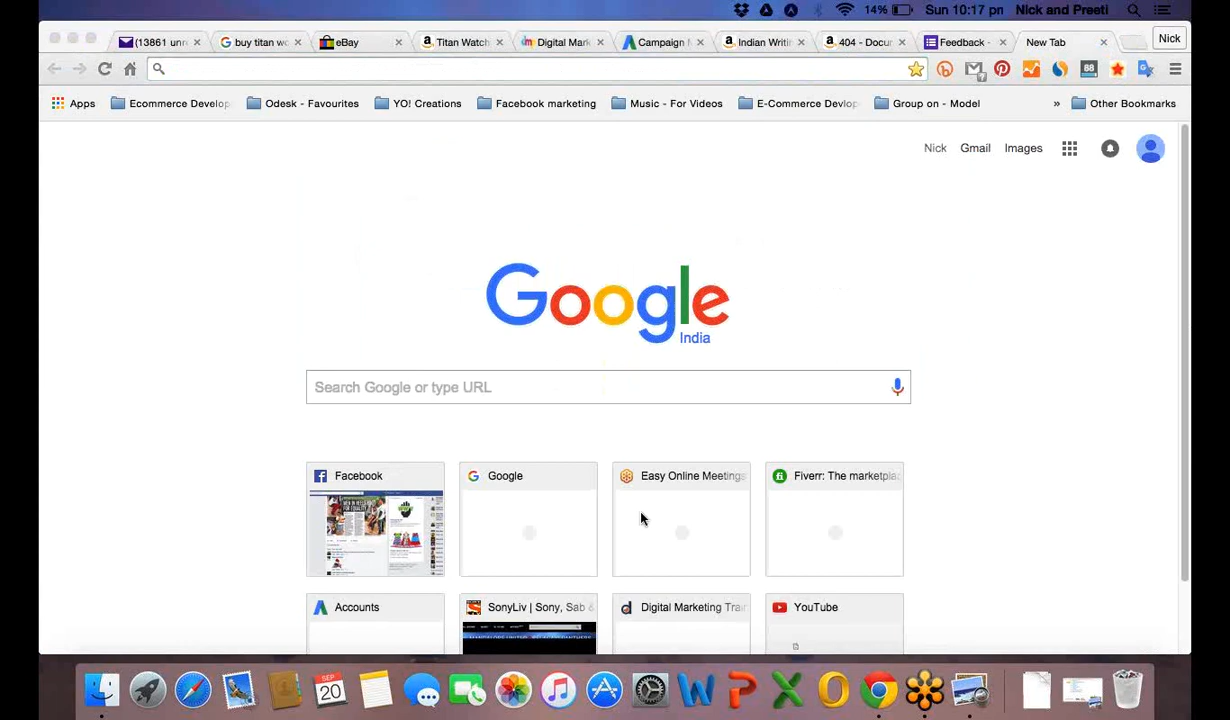 14% Sun 10:17 pm Nick and Preeti
(13861 unr
buy titan wo
eBay
Titan Watch
Digital Mark
Campaign
Indian Writi
404 - Docu
Feedback -
New Tab
Nick
Apps
Ecommerce Develop
Odesk - Favourites
YO! Creations
Facebook marketing
Music - For Videos
E-Commerce Devlop
Group on - Model
»
Other Bookmarks
Nick Gmail Images
Google
India
Search Google or type URL
Facebook
Google
Easy Online Meetings
Fiverr: The marketplac
Accounts
SonyLiv | Sony, Sab &
Digital Marketing Trai
YouTube
SEP
20